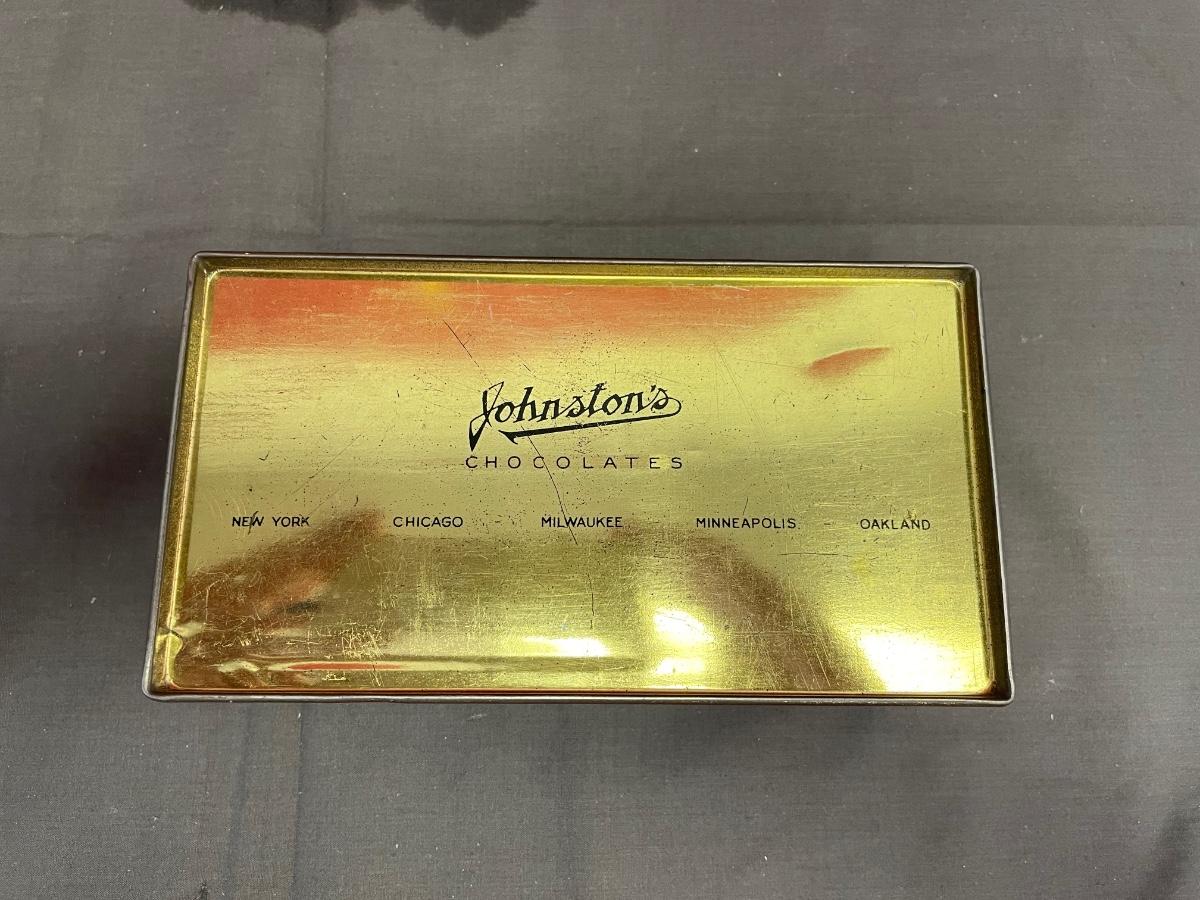 Johnston's
CHOCOLATES
NEW YORK - CHICAGO - MILWAUKEE - MINNEAPOLIS - OAKLAND